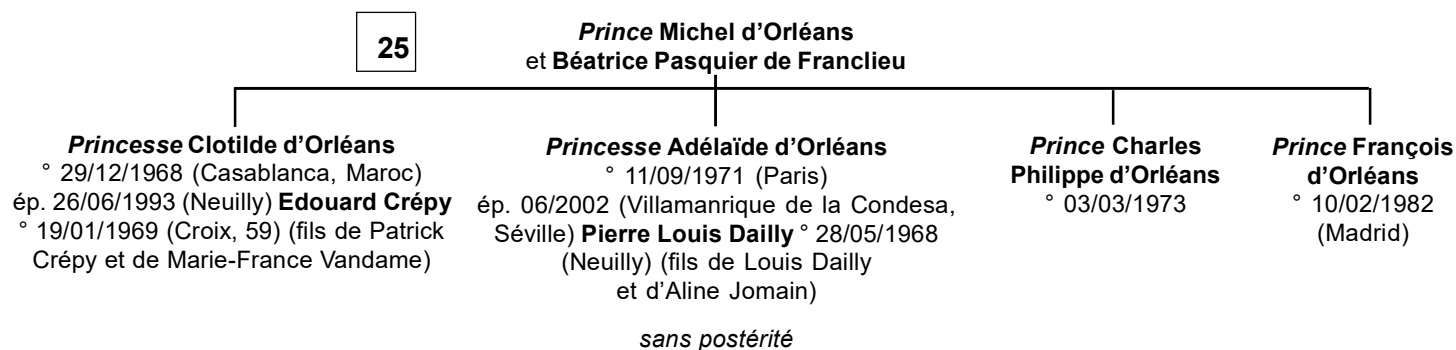 25
Prince Michel d’Orléans
et Béatrice Pasquier de Franclieu
Princesse Clotilde d’Orléans
° 29/12/1968 (Casablanca, Maroc)
ép. 26/06/1993 (Neuilly) Edouard Crépy
° 19/01/1969 (Croix, 59) (fils de Patrick
Crépy et de Marie-France Vandame)
Princesse Adélaïde d’Orléans
° 11/09/1971 (Paris)
ép. 06/2002 (Villamanrique de la Condesa,
Séville) Pierre Louis Dailly ° 28/05/1968
(Neuilly) (fils de Louis Dailly
et d’Aline Jomain)
sans postérité
Prince Charles
Philippe d’Orléans
° 03/03/1973
Prince François
d’Orléans
° 10/02/1982
(Madrid)